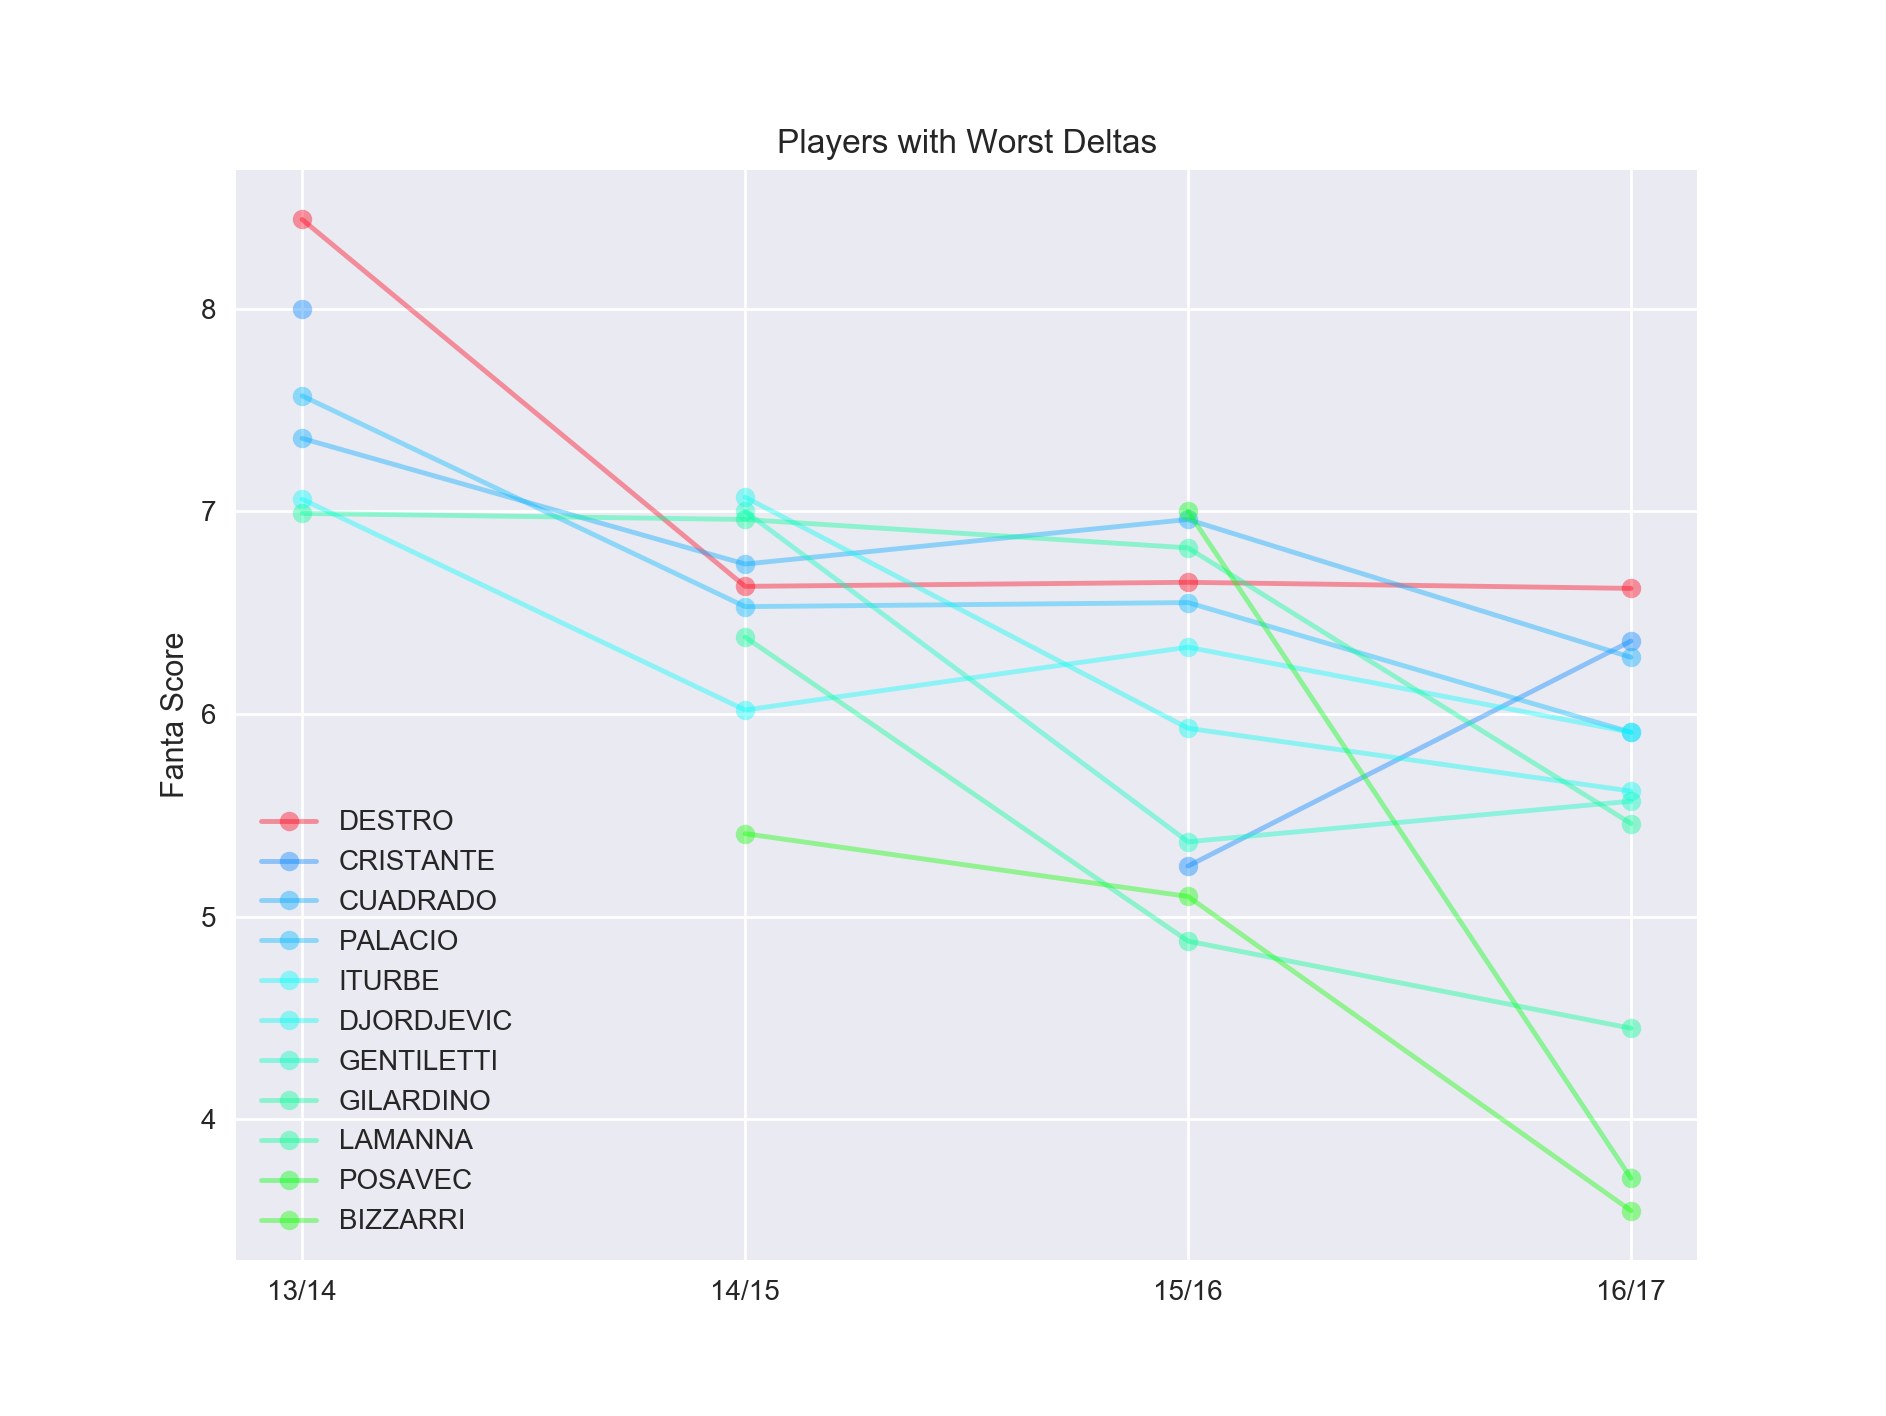 Players with Worst Deltas
Fanta Score
8
7
6
5
4
DESTRO
CRISTANTE
CUADRADO
PALACIO
ITURBE
DJORDJEVIC
GENTILETTI
GILARDINO
LAMANNA
POSAVEC
BIZZARRI
13/14 14/15 15/16 16/17